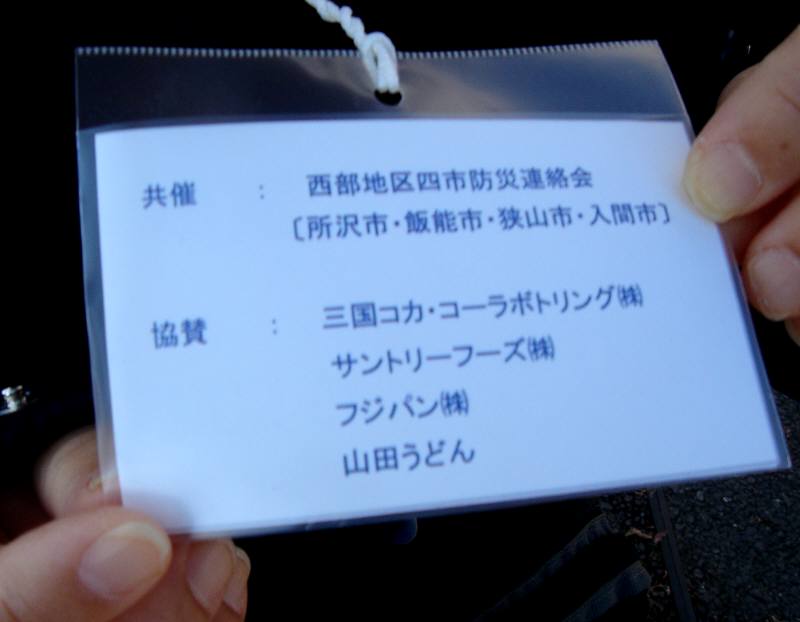 共催 : 西部地区四市防災連絡会
〔所沢市・飯能市・狭山市・入間市〕
協賛 : 三国コカ・コーラボトリング㈱
サントリーフーズ㈱
フジパン㈱
山田うどん